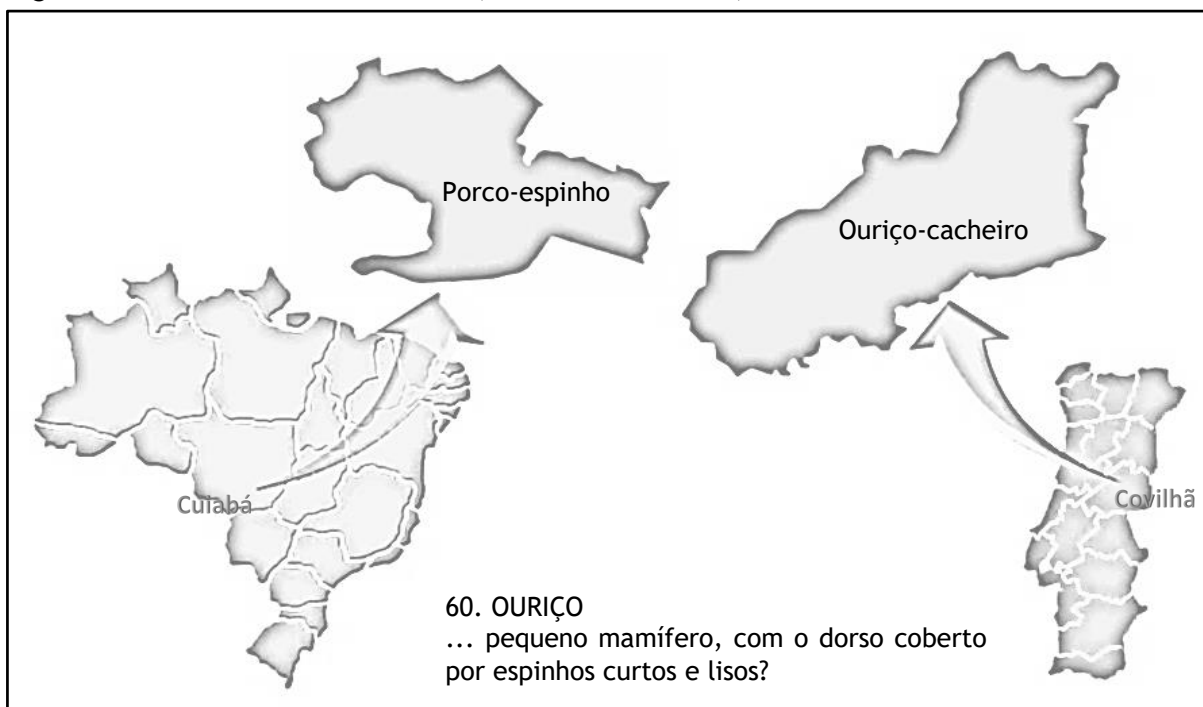 Porco-espinho
Ouriço-cacheiro
Cuiabá
Covilhã
60. OURIÇO
... pequeno mamífero, com o dorso coberto
por espinhos curtos e lisos?